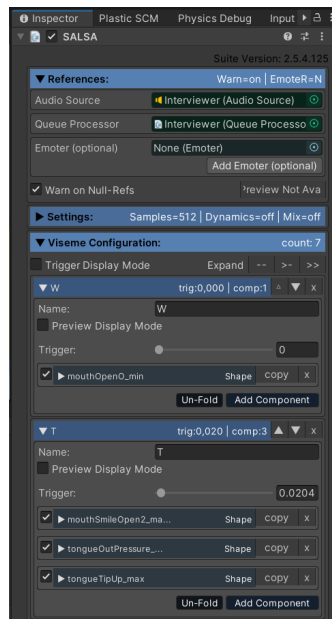 Inspector Plastic SCM Physics Debug Input
SALSA
Suite Version: 2.5.4.125
References: Warn=on | EmoteR=N
Audio Source Interviewer (Audio Source)
Queue Processor Interviewer (Queue Processo
Emoter (optional) None (Emoter)
Add Emoter (optional)
Warn on Null-Refs Preview Not Ava
Settings: Samples=512 | Dynamics=off | Mix=off
Viseme Configuration: count: 7
Trigger Display Mode Expand -- >- >>
W trig:0,000 | comp:1 x
Name: W
Preview Display Mode
Trigger: 0
mouthOpenO_min Shape copy x
Un-Fold Add Component
T trig:0,020 | comp:3 x
Name: T
Preview Display Mode
Trigger: 0.0204
mouthSmileOpen2_ma... Shape copy x
tongueOutPressure_... Shape copy x
tongueTipUp_max Shape copy x
Un-Fold Add Component